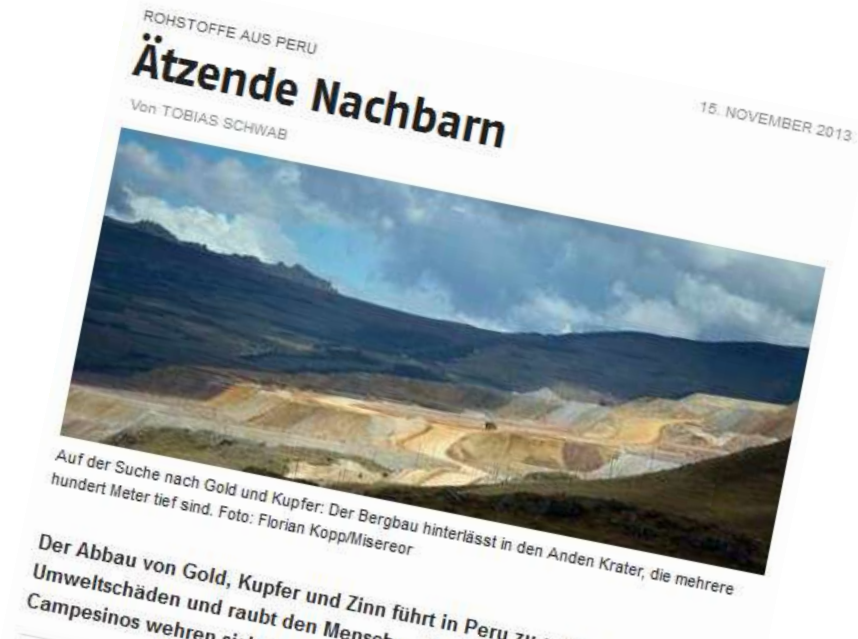 ROHSTOFFE AUS PERU
Ätzende Nachbarn
15. NOVEMBER 2013
Von TOBIAS SCHWAB
Auf der Suche nach Gold und Kupfer: Der Bergbau hinterlässt in den Anden Krater, die mehrere
hundert Meter tief sind. Foto: Florian Kopp/Misereor
Der Abbau von Gold, Kupfer und Zinn führt in Peru zu
Umweltschäden und raubt den
Campesinos wehren